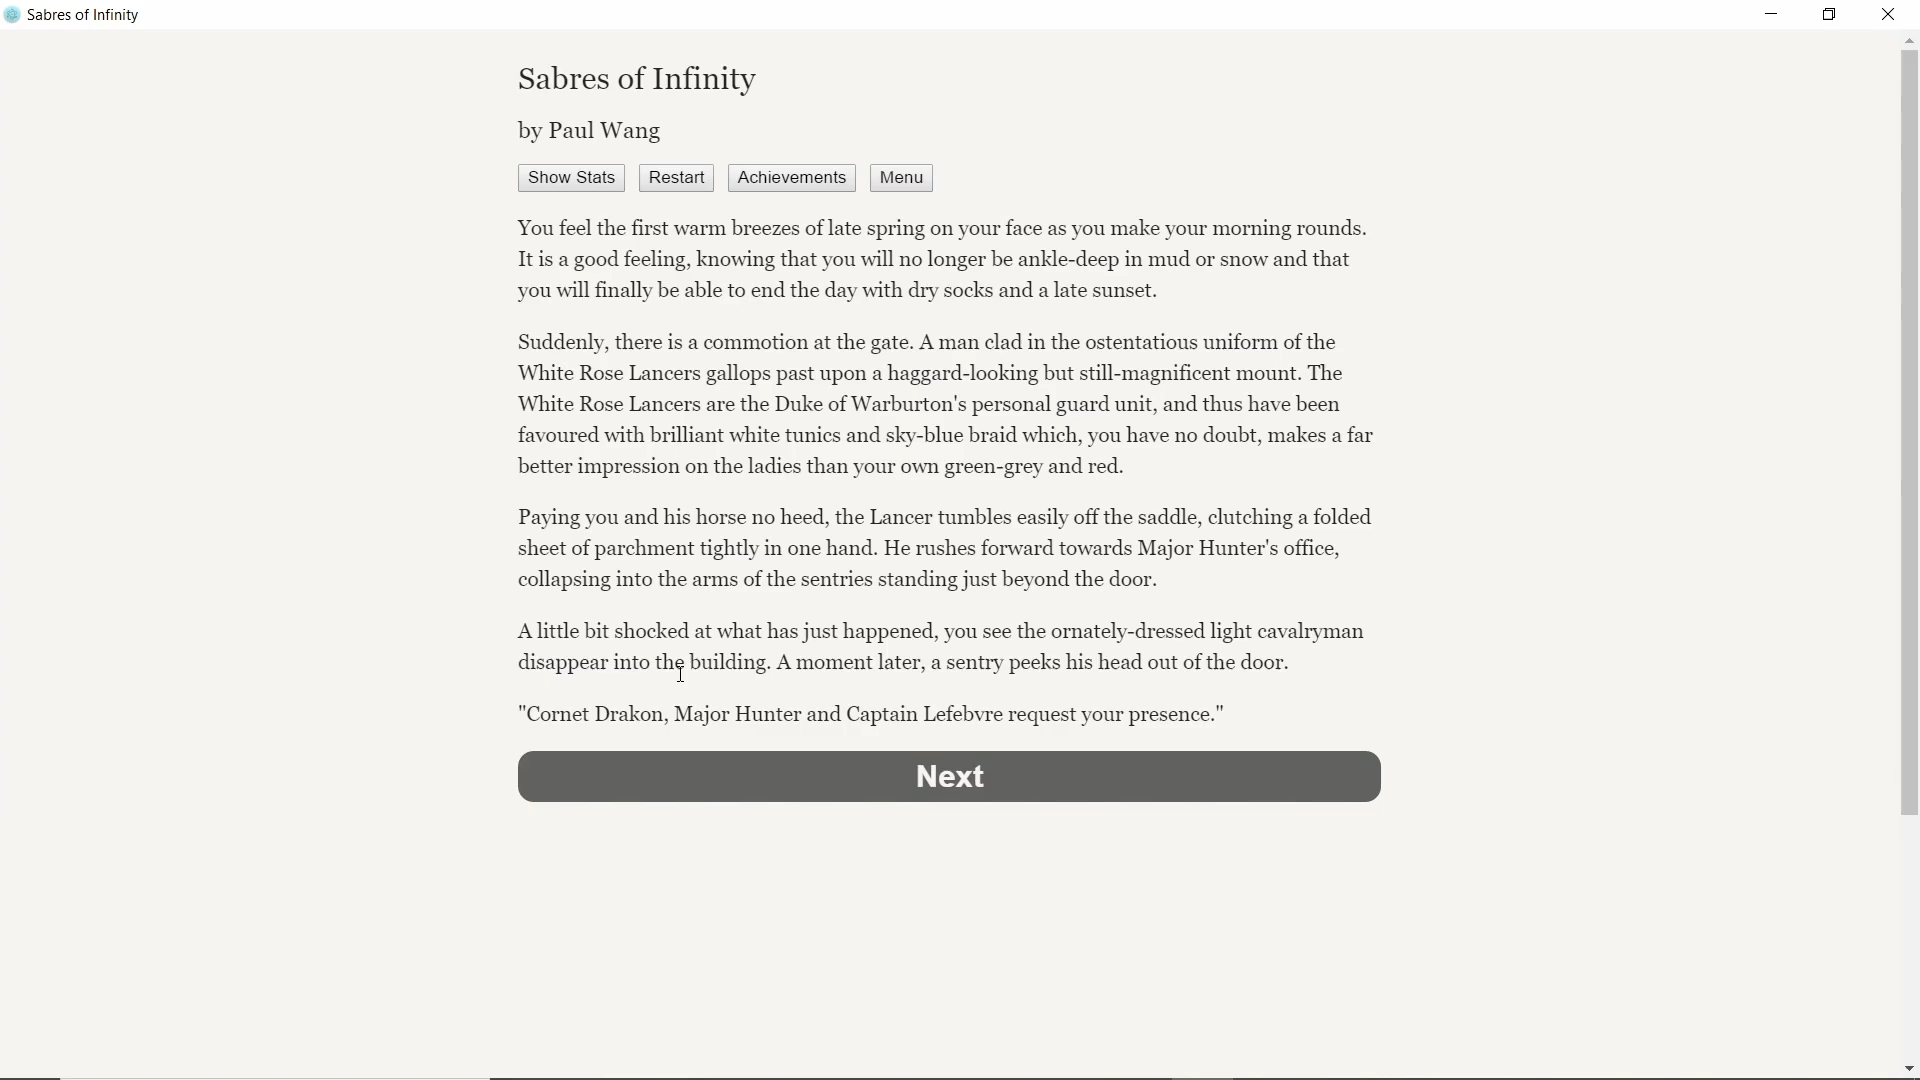 Sabres of Infinity
Sabres of Infinity
by Paul Wang
Show Stats Restart Achievements Menu
You feel the first warm breezes of late spring on your face as you make your morning rounds.
It is a good feeling, knowing that you will no longer be ankle-deep in mud or snow and that
you will finally be able to end the day with dry socks and a late sunset.
Suddenly, there is a commotion at the gate. A man clad in the ostentatious uniform of the
White Rose Lancers gallops past upon a haggard-looking but still-magnificent mount. The
White Rose Lancers are the Duke of Warburton's personal guard unit, and thus have been
favoured with brilliant white tunics and sky-blue braid which, you have no doubt, makes a far
better impression on the ladies than your own green-grey and red.
Paying you and his horse no heed, the Lancer tumbles easily off the saddle, clutching a folded
sheet of parchment tightly in one hand. He rushes forward towards Major Hunter's office,
collapsing into the arms of the sentries standing just beyond the door.
A little bit shocked at what has just happened, you see the ornately-dressed light cavalryman
disappear into the building. A moment later, a sentry peeks his head out of the door.
"Cornet Drakon, Major Hunter and Captain Lefebvre request your presence."
Next